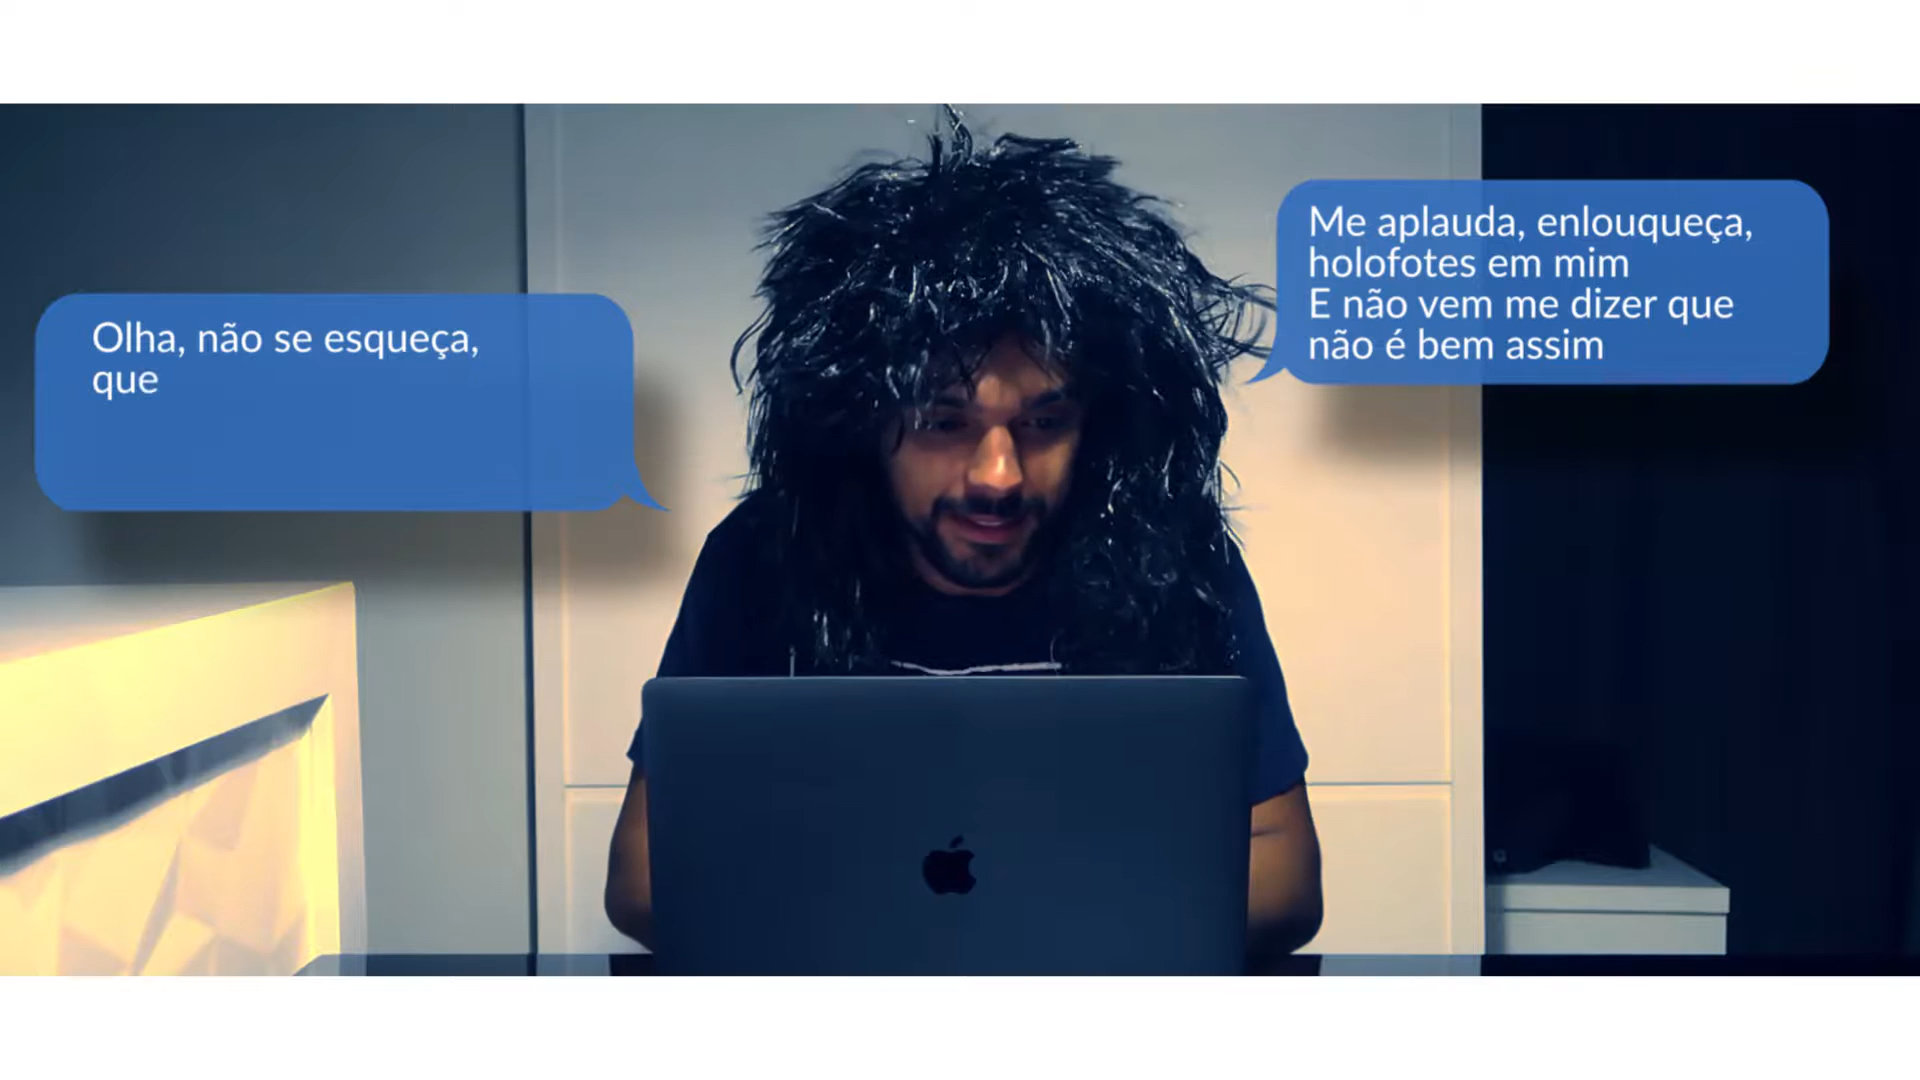 Olha, não se esqueça,
que
Me aplauda, enlouqueça,
holofotes em mim
E não vem me dizer que
não é bem assim